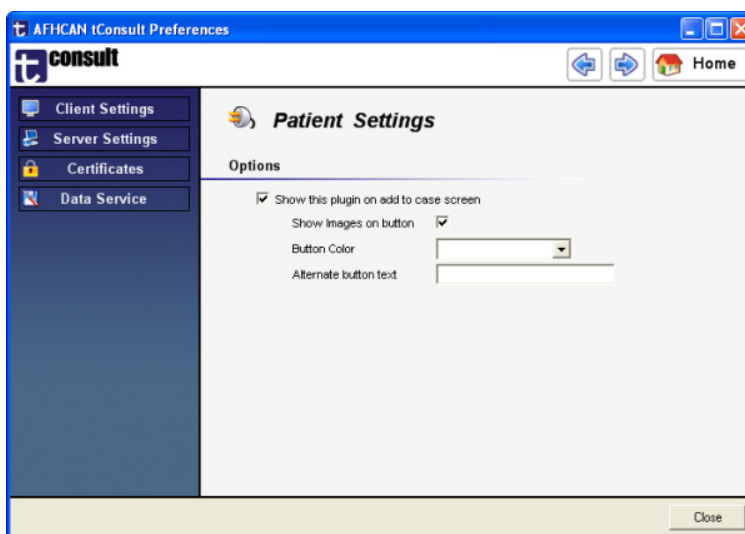 AFHCAN tConsult Preferences
tconsult
Home
Client Settings
Server Settings
Certificates
Data Service
Patient Settings
Options
Show this plugin on add to case screen
Show Images on button
Button Color
Alternate button text
Close